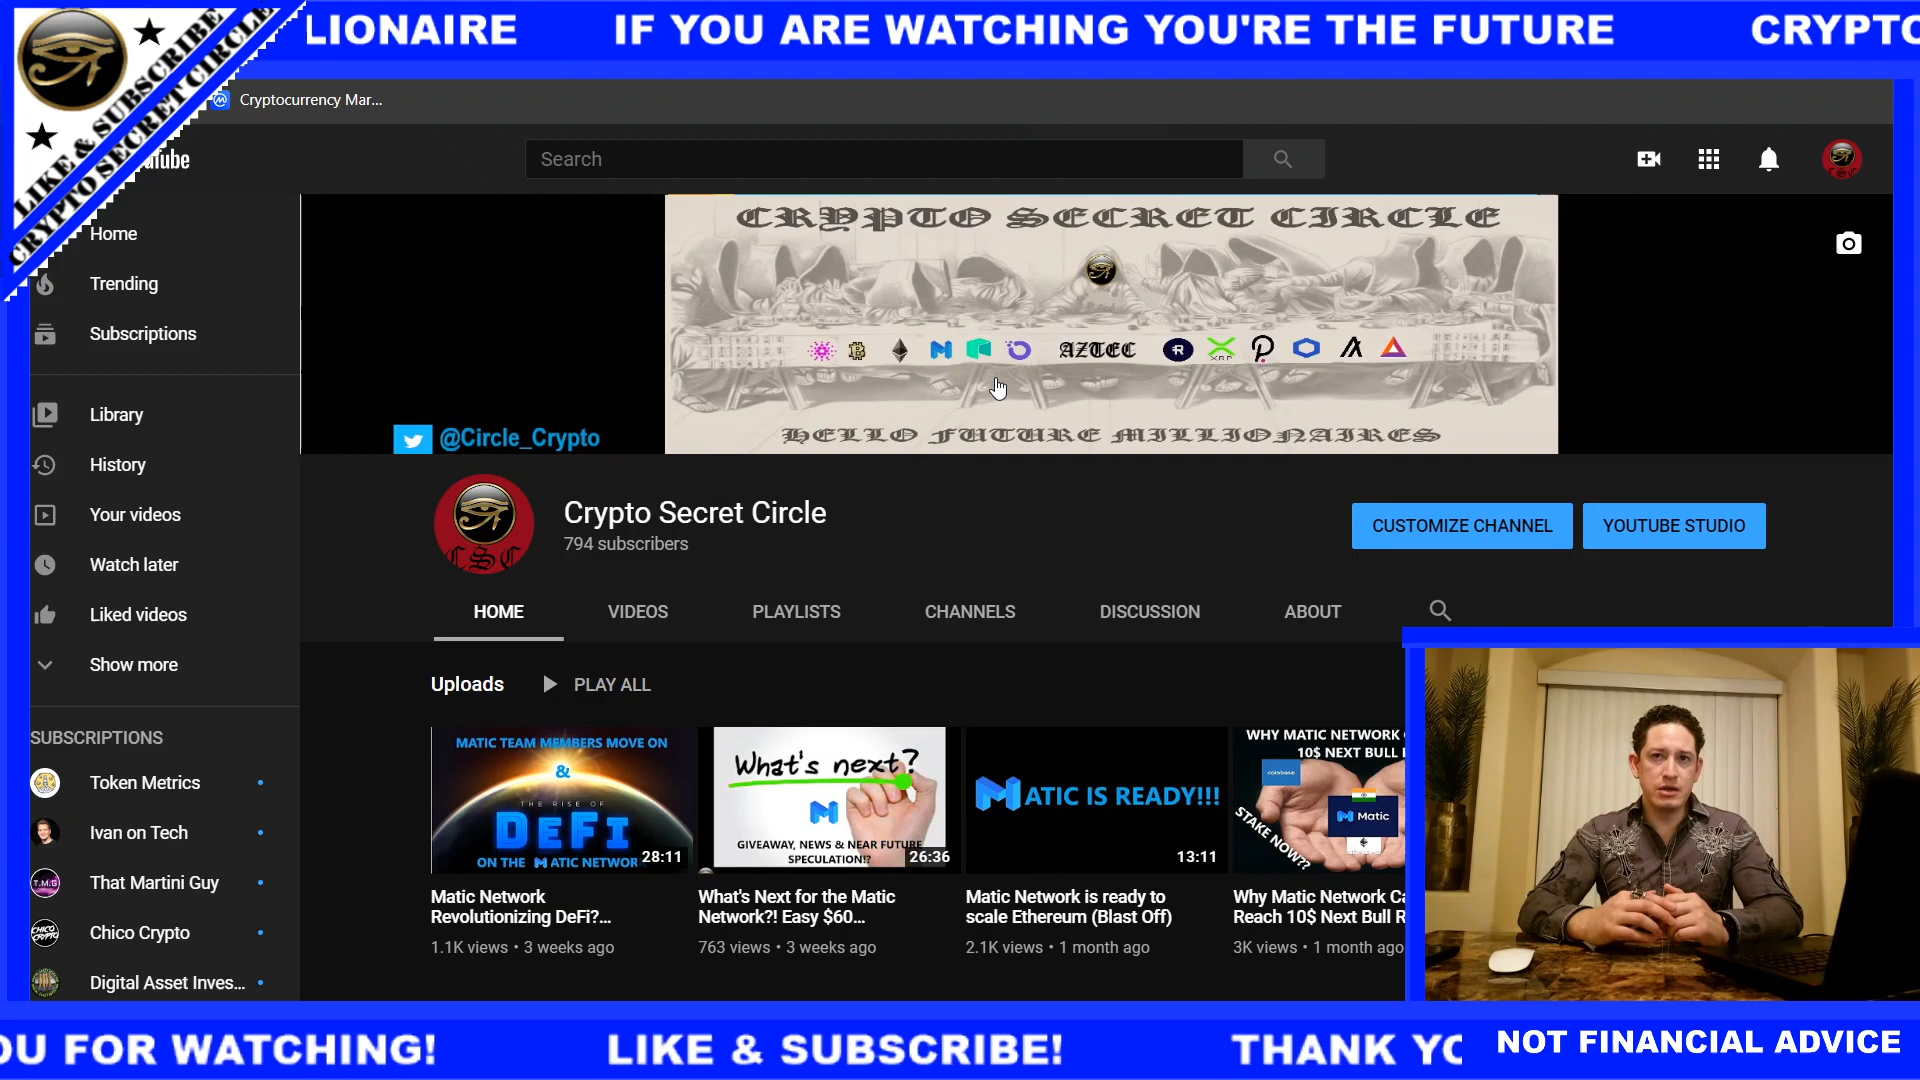 LIONAIRE IF YOU ARE WATCHING YOU'RE THE FUTURE CRYPTO
LIKE & SUBSCRIBE
CRYPTO SECRET CIRCLE
Cryptocurrency Mar...
Search
Home
Trending
Subscriptions
Library
History
Your videos
Watch later
Liked videos
Show more
SUBSCRIPTIONS
Token Metrics
Ivan on Tech
That Martini Guy
Chico Crypto
Digital Asset Inves...
CRYPTO SECRET CIRCLE
AZTEC
XRP
HELLO FUTURE MILLIONAIRES
@Circle_Crypto
CSC
Crypto Secret Circle
794 subscribers
CUSTOMIZE CHANNEL
YOUTUBE STUDIO
HOME VIDEOS PLAYLISTS CHANNELS DISCUSSION ABOUT
Uploads PLAY ALL
MATIC TEAM MEMBERS MOVE ON
&
THE RISE OF
DEFI
ON THE MATIC NETWOR
28:11
Matic Network
Revolutionizing DeFi?...
1.1K views • 3 weeks ago
What's next?
GIVEAWAY, NEWS & NEAR FUTURE
SPECULATION!?
26:36
What's Next for the Matic
Network?! Easy $60...
763 views • 3 weeks ago
MATIC IS READY!!!
13:11
Matic Network is ready to
scale Ethereum (Blast Off)
2.1K views • 1 month ago
WHY MATIC NETWORK
10$ NEXT BULL
coinbase
Matic
STAKE NOW??
Why Matic Network Ca
Reach 10$ Next Bull R
3K views • 1 month ago
OU FOR WATCHING! LIKE & SUBSCRIBE! THANK YO
NOT FINANCIAL ADVICE